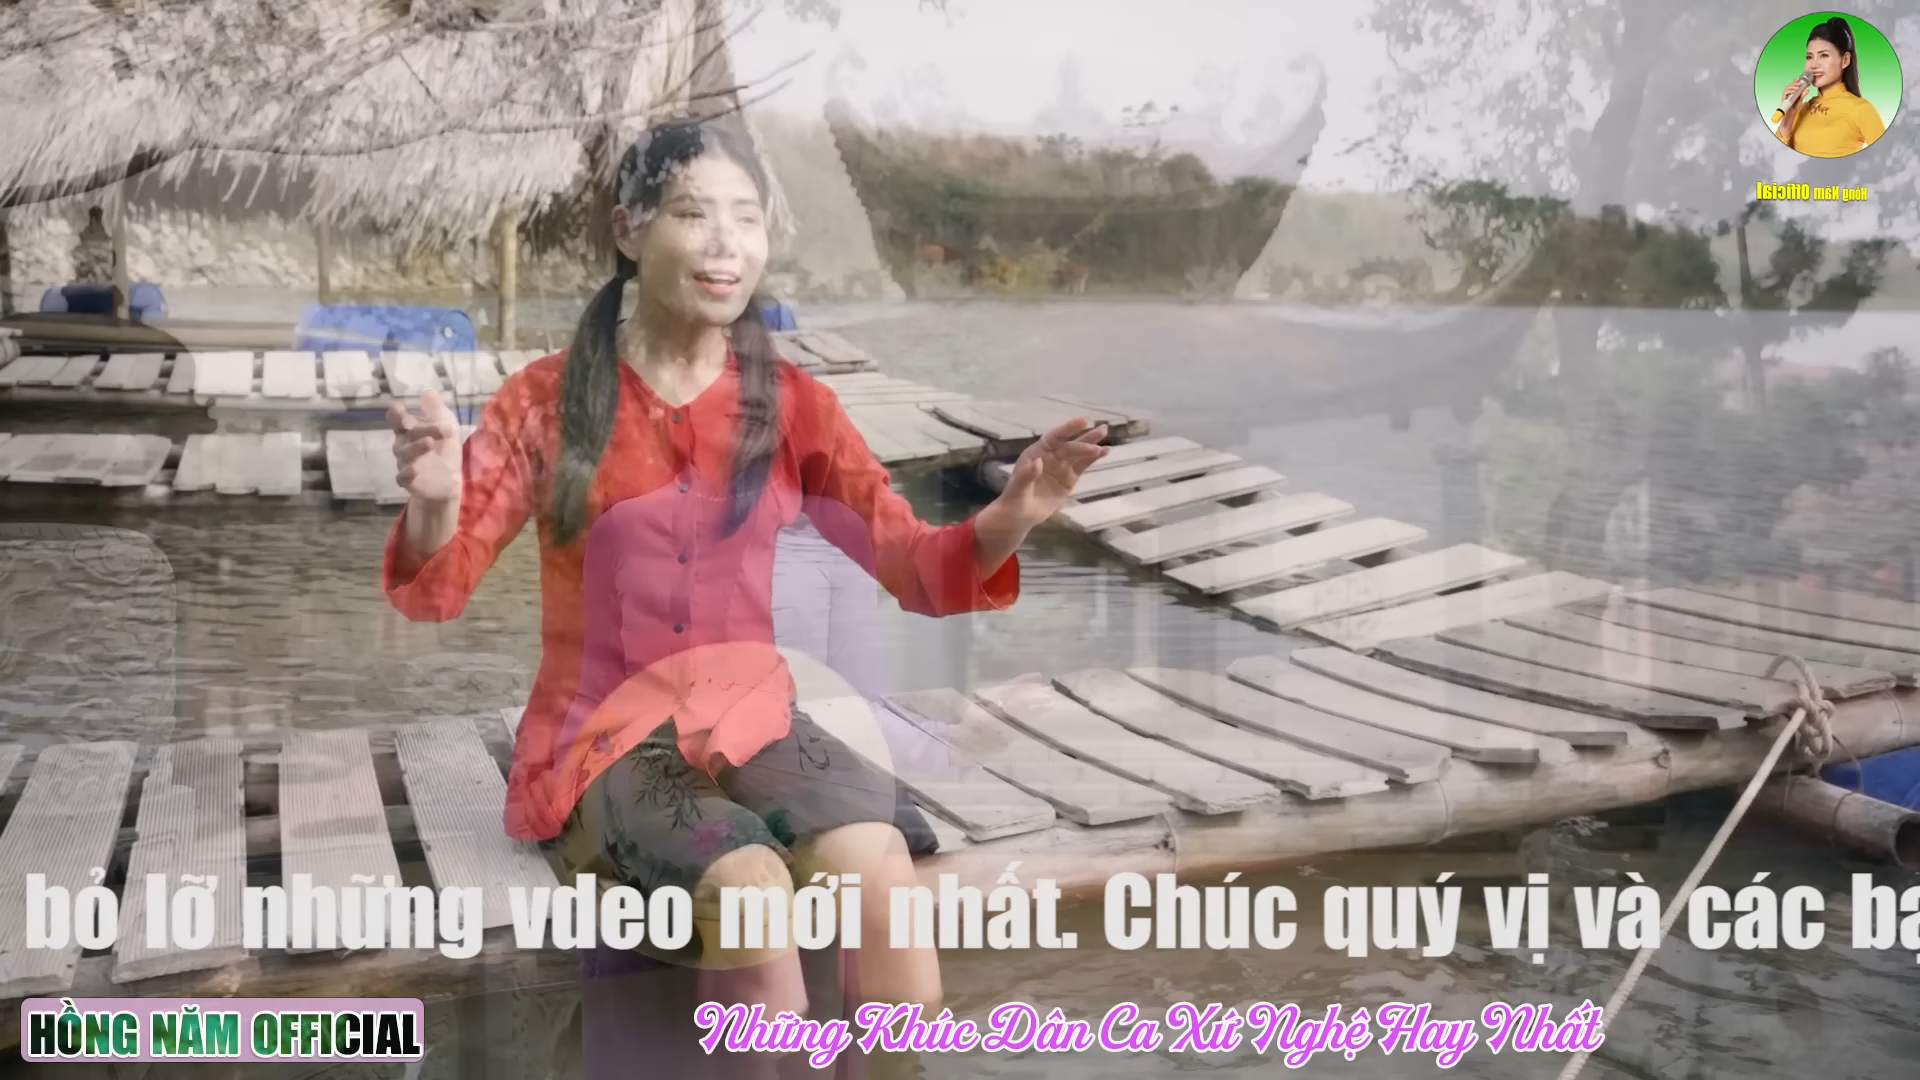 Hồng Năm Official
bỏ lỡ những vdeo mới nhất. Chúc quý vị và các bạ
HỒNG NĂM OFFICIAL
Những Khúc Dân Ca Xứ Nghệ Hay Nhất